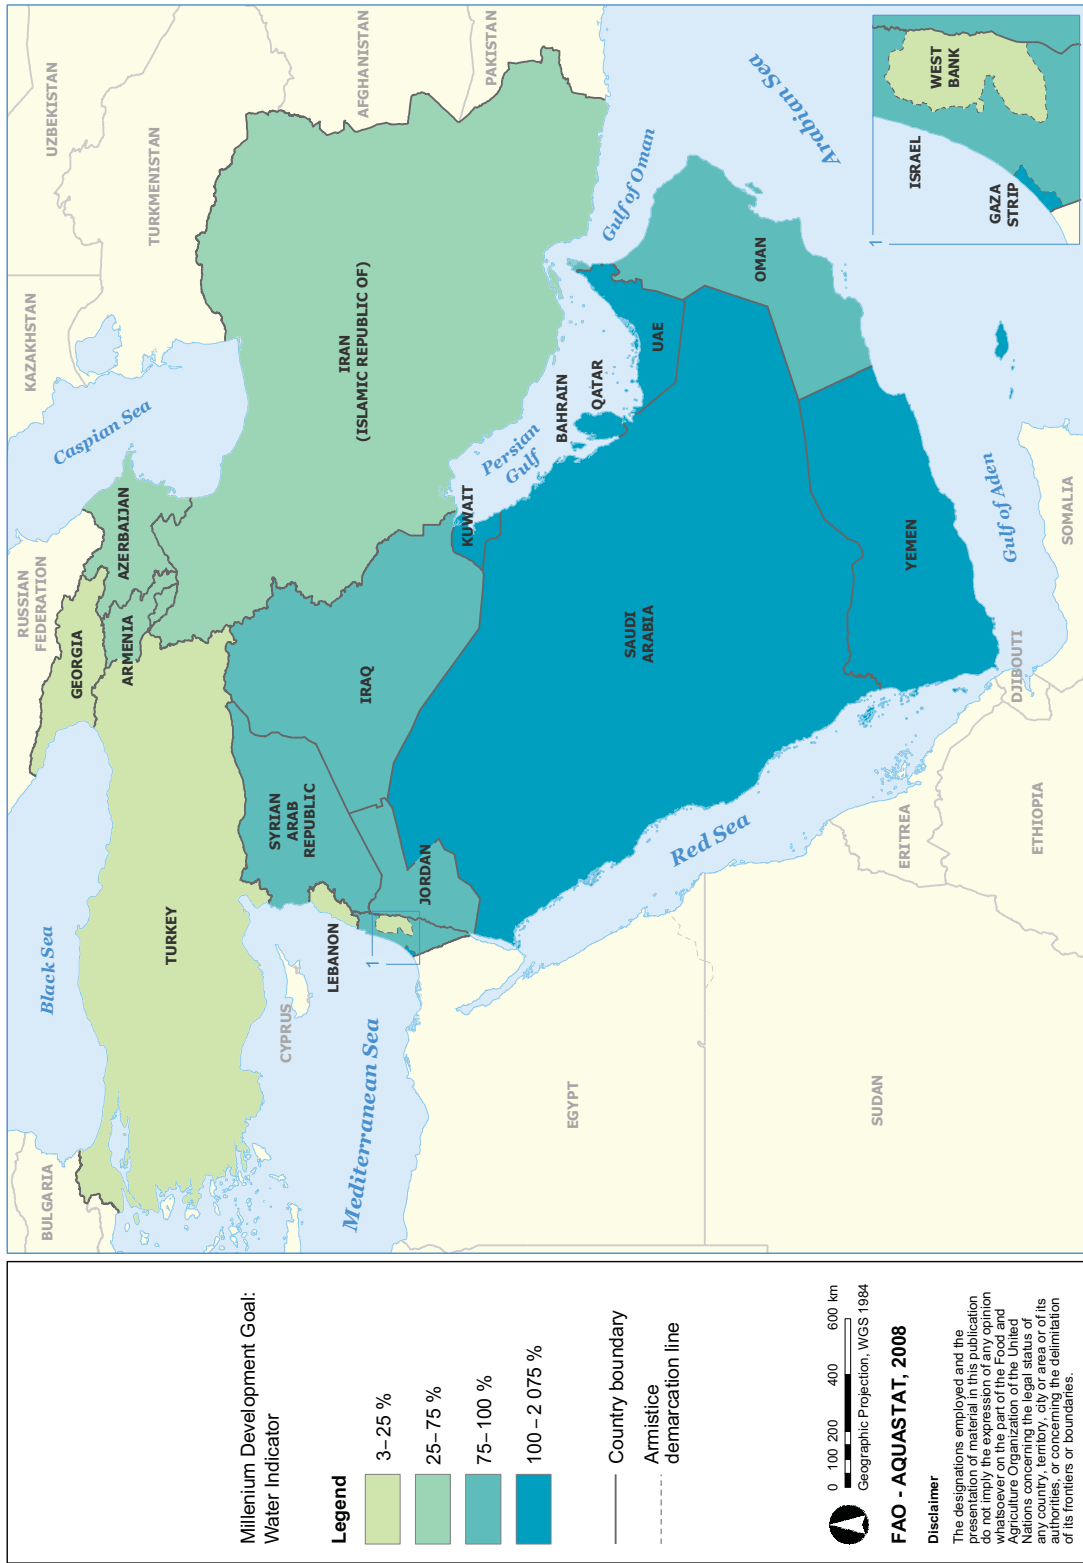 Millenium Development Goal:
Water Indicator
Legend
3–25 %
25–75 %
75–100 %
100 – 2 075 %
Country boundary
Armistice
demarcation line
0 100 200 400 600 km
Geographic Projection, WGS 1984
FAO - AQUASTAT, 2008
Disclaimer
The designations employed and the
presentation of material in this publication
do not imply the expression of any opinion
whatsoever on the part of the Food and
Agriculture Organization of the United
Nations concerning the legal status of
any country, territory, city or area or of its
authorities, or concerning the delimitation
of its frontiers or boundaries.
BULGARIA
Black Sea
RUSSIAN
FEDERATION
KAZAKHSTAN
UZBEKISTAN
GEORGIA
Caspian Sea
ARMENIA
AZERBAIJAN
TURKMENISTAN
TURKEY
CYPRUS
SYRIAN
ARAB
REPUBLIC
LEBANON
1
Mediterranean Sea
IRAQ
IRAN
(ISLAMIC REPUBLIC OF)
AFGHANISTAN
PAKISTAN
JORDAN
KUWAIT
Persian
Gulf
BAHRAIN
QATAR
Gulf of Oman
EGYPT
SAUDI
ARABIA
UAE
OMAN
Arabian Sea
Red Sea
SUDAN
ERITREA
YEMEN
ETHIOPIA
DJIBOUTI
Gulf of Aden
SOMALIA
1
ISRAEL
WEST
BANK
GAZA
STRIP